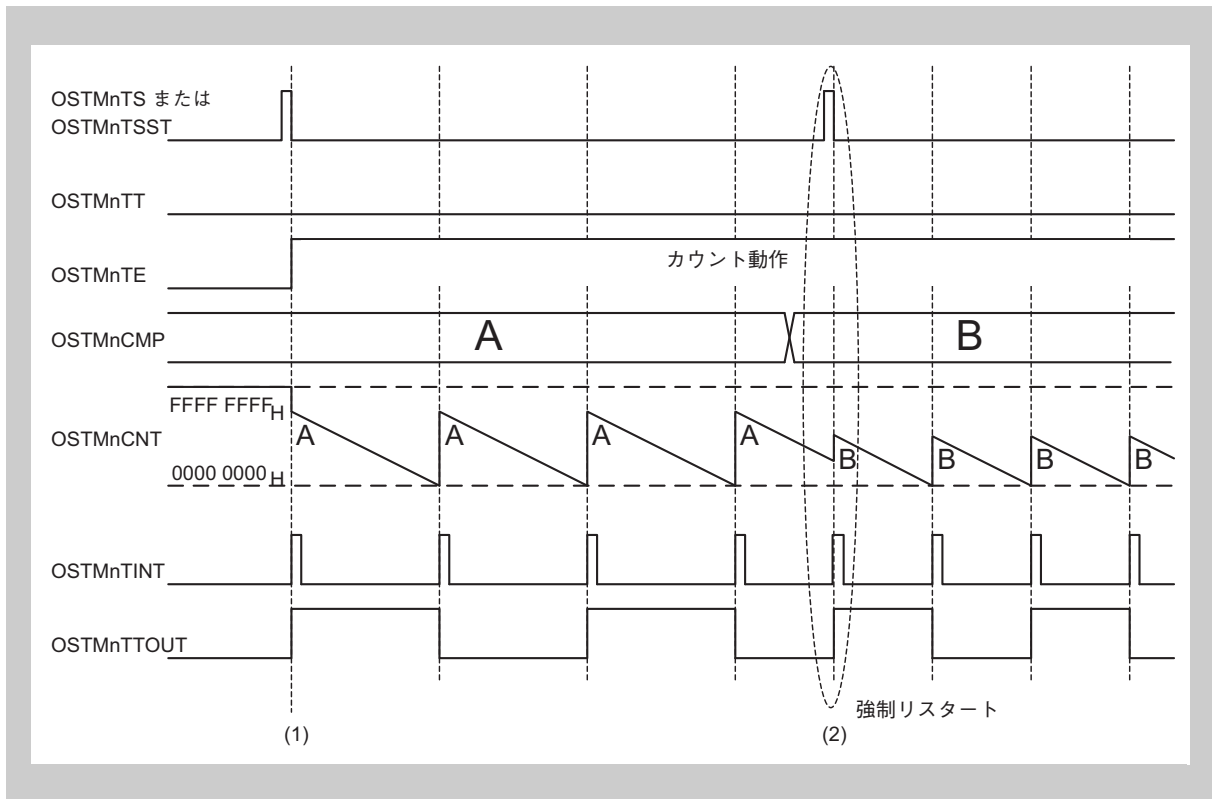 OSTMnTS または
OSTMnTSST
OSTMnTT
OSTMnTE
カウント動作
OSTMnCMP
A
B
FFFF FFFFH
OSTMnCNT
A
A
A
A
B
B
B
B
0000 0000H
OSTMnTINT
OSTMnTTOUT
強制リスタート
(1)
(2)